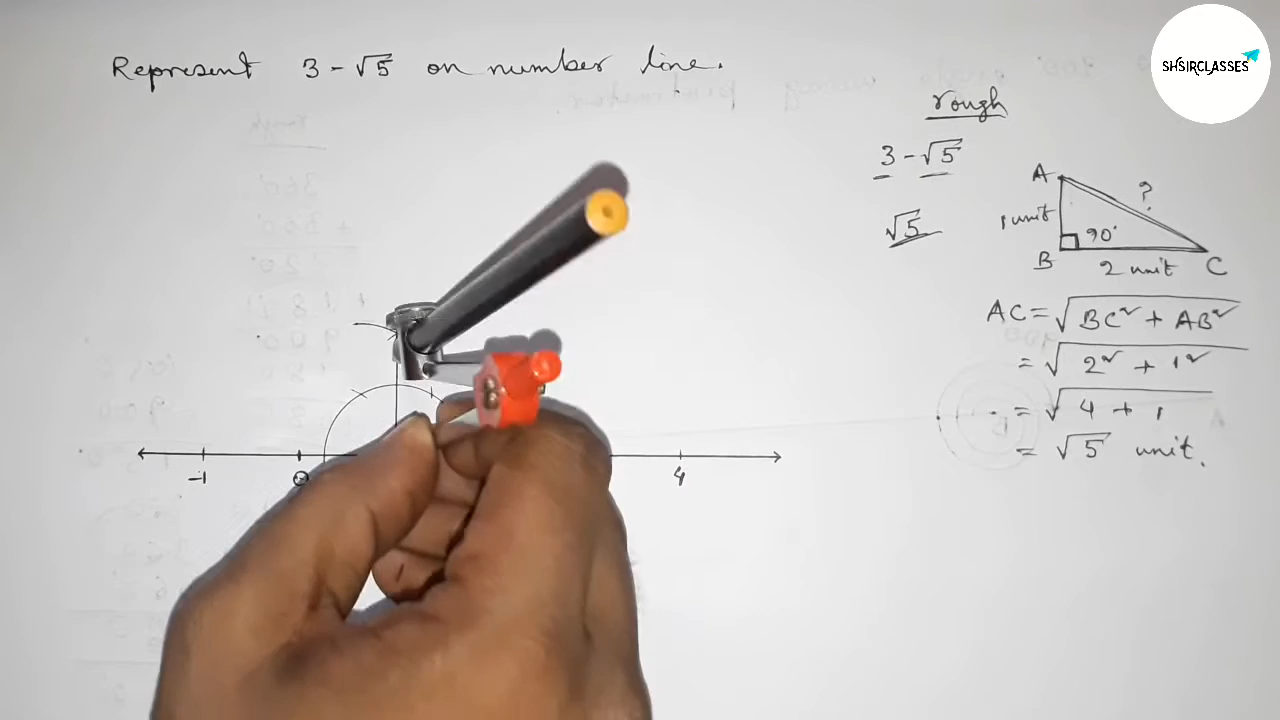 Represent 3 - √5 on number line.
SHSIRCLASSES
rough
3 - √5
√5
A
1 unit
?
90°
B
2 unit
C
AC = √BC² + AB²
= √2² + 1²
= √4 + 1
= √5 unit.
-1 0 4